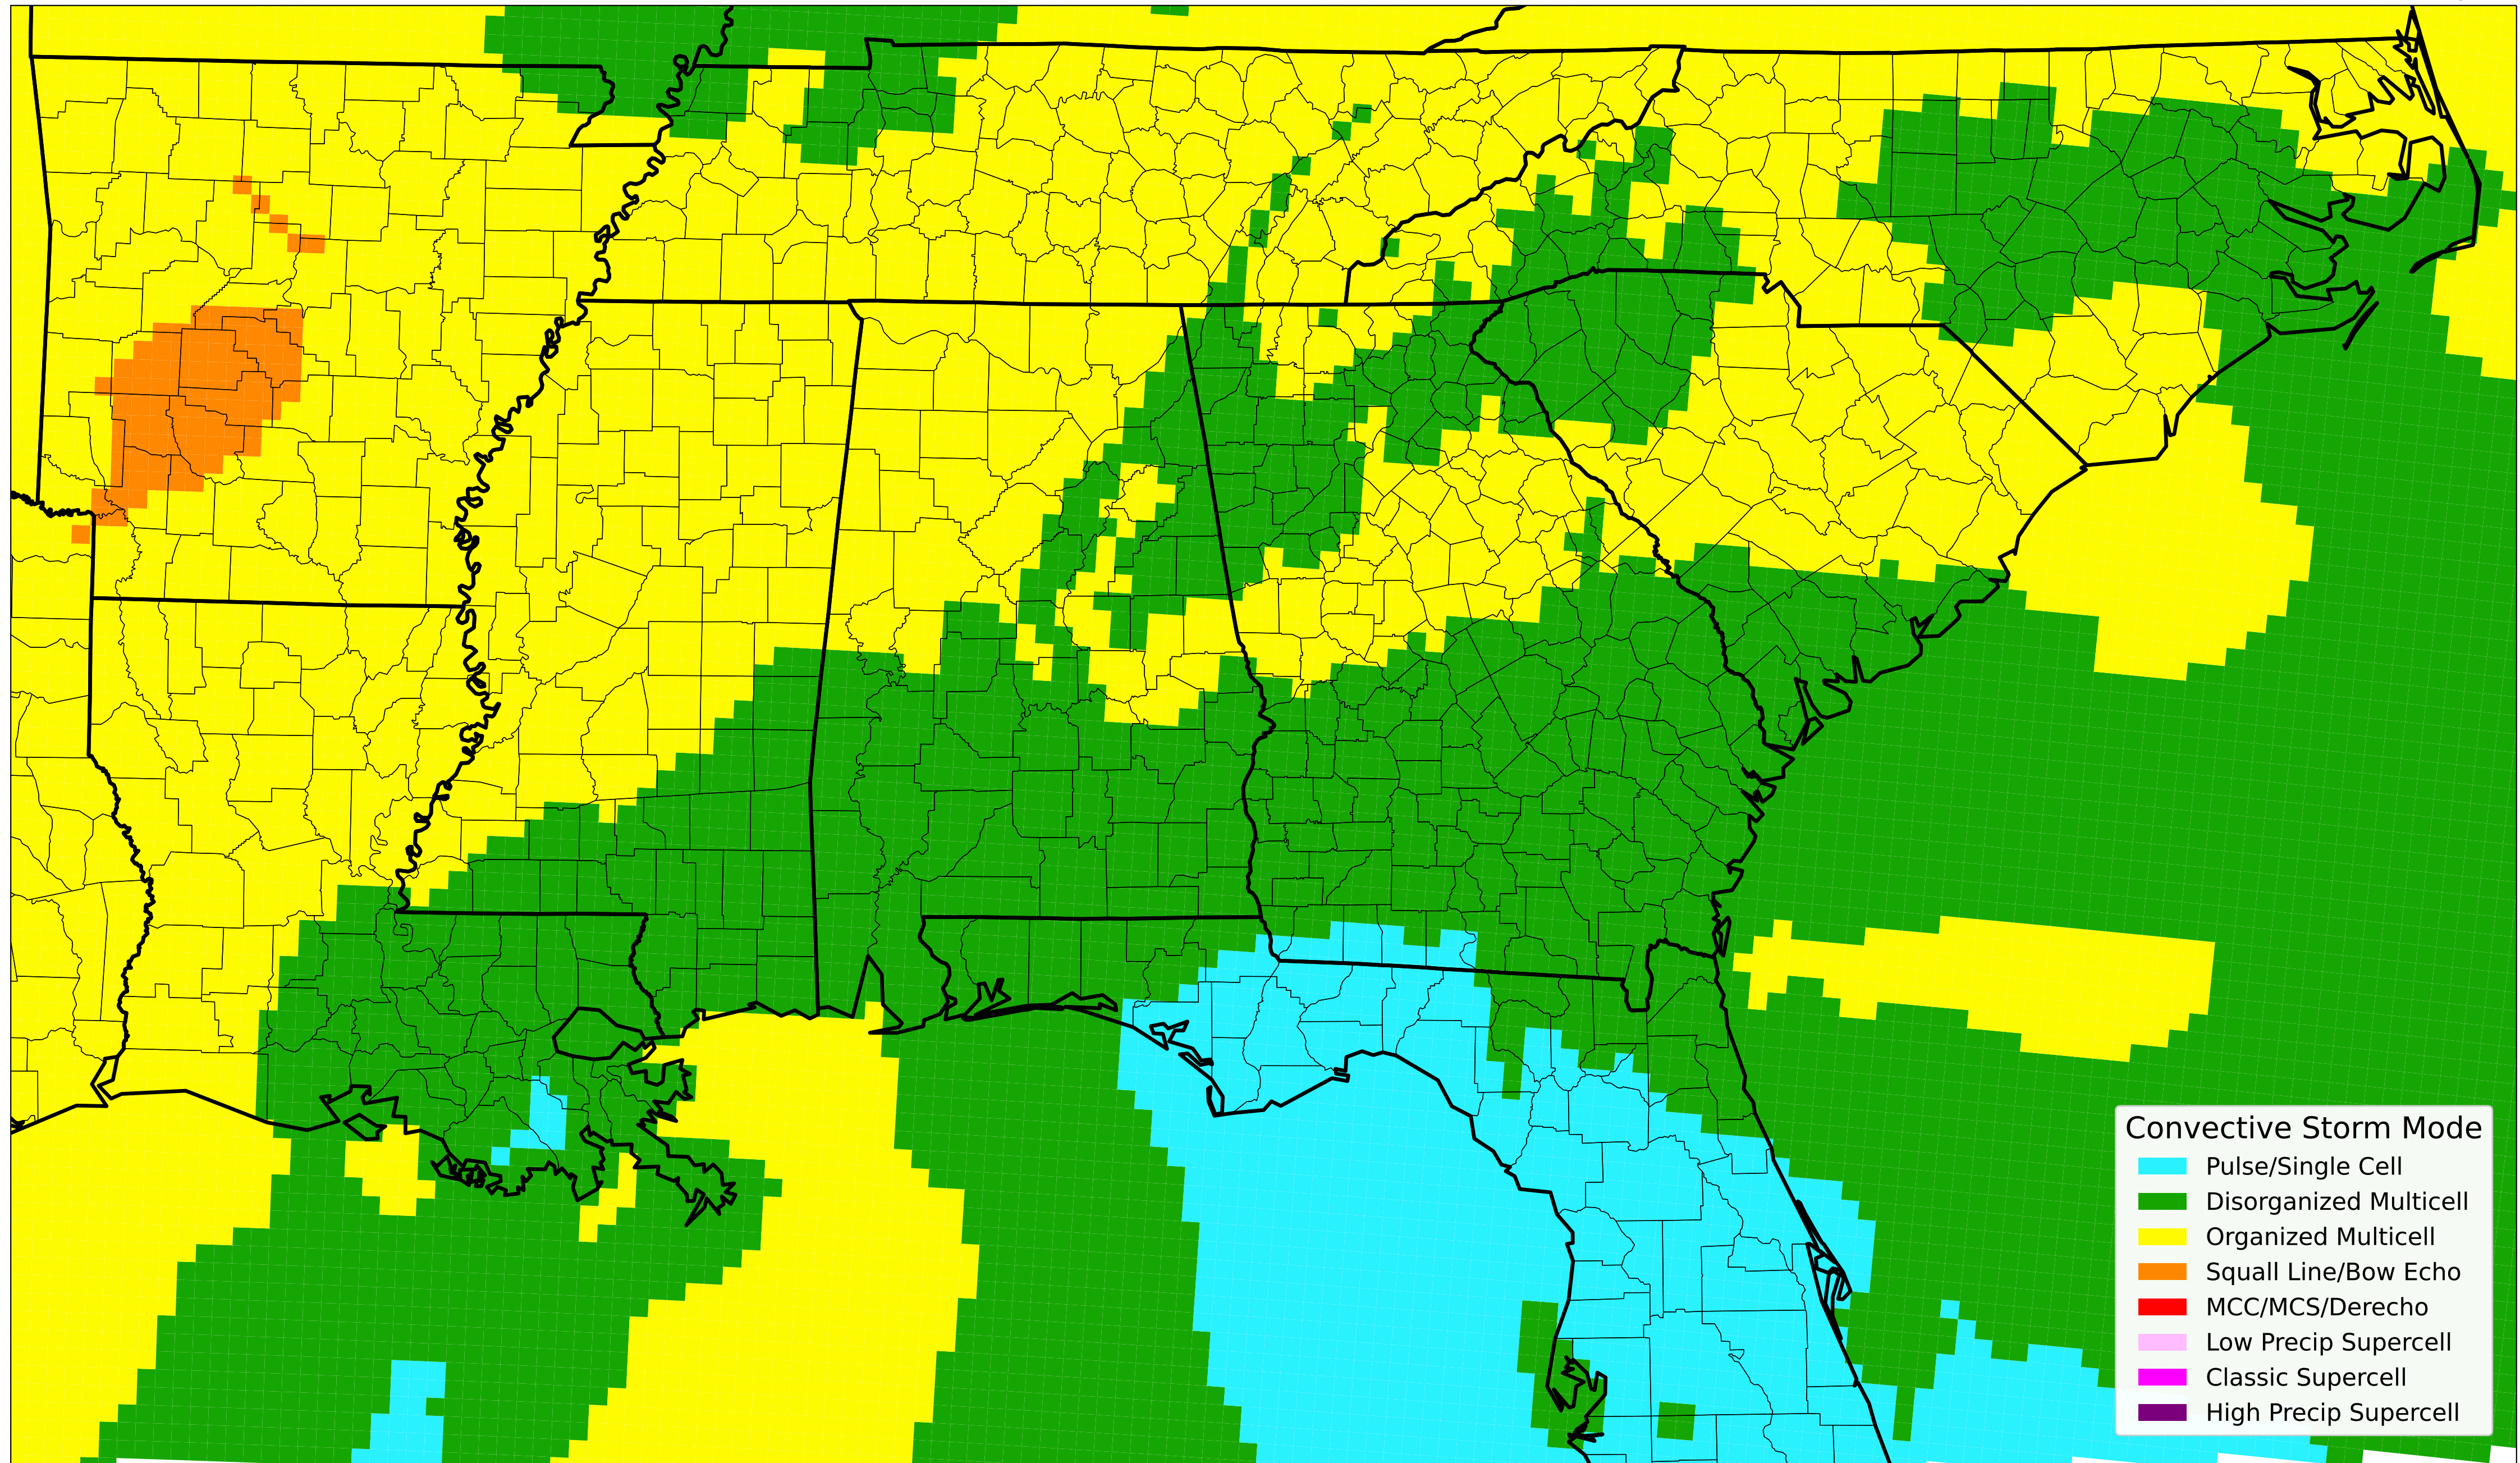 Convective Storm Mode
Pulse/Single Cell
Disorganized Multicell
Organized Multicell
Squall Line/Bow Echo
MCC/MCS/Derecho
Low Precip Supercell
Classic Supercell
High Precip Supercell